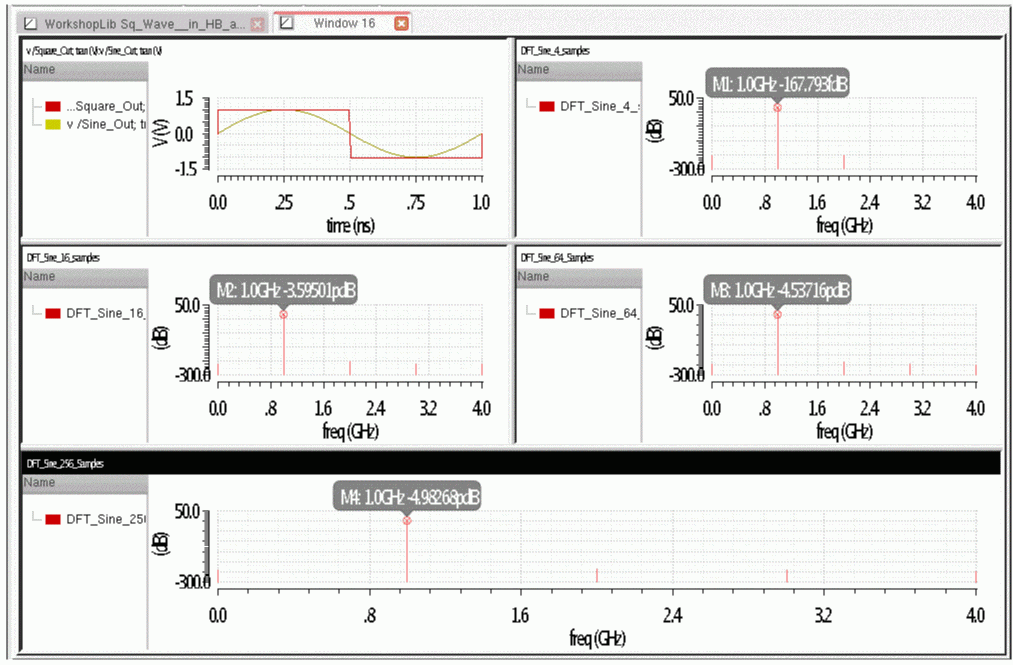 WorkshopLib Sq_Wave__in_HB_a...
Window 16
v /Square_Out; tran (V):v /Sine_Out; tran (V)
Name
...Square_Out;
v /Sine_Out; tr
V (V)
1.5
0.0
-1.5
0.0 .25 .5 .75 1.0
time (ns)
DFT_Sine_4_samples
Name
DFT_Sine_4_s
M1: 1.0GHz -167.793fdB
(dB)
50.0
-300.0
0.0 .8 1.6 2.4 3.2 4.0
freq (GHz)
DFT_Sine_16_samples
Name
DFT_Sine_16_
M2: 1.0GHz -3.59501pdB
(dB)
50.0
-300.0
0.0 .8 1.6 2.4 3.2 4.0
freq (GHz)
DFT_Sine_64_Samples
Name
DFT_Sine_64_
M3: 1.0GHz -4.53716pdB
(dB)
50.0
-300.0
0.0 .8 1.6 2.4 3.2 4.0
freq (GHz)
DFT_Sine_256_Samples
Name
DFT_Sine_256
M4: 1.0GHz -4.98268pdB
(dB)
50.0
-300.0
0.0 .8 1.6 2.4 3.2 4.0
freq (GHz)